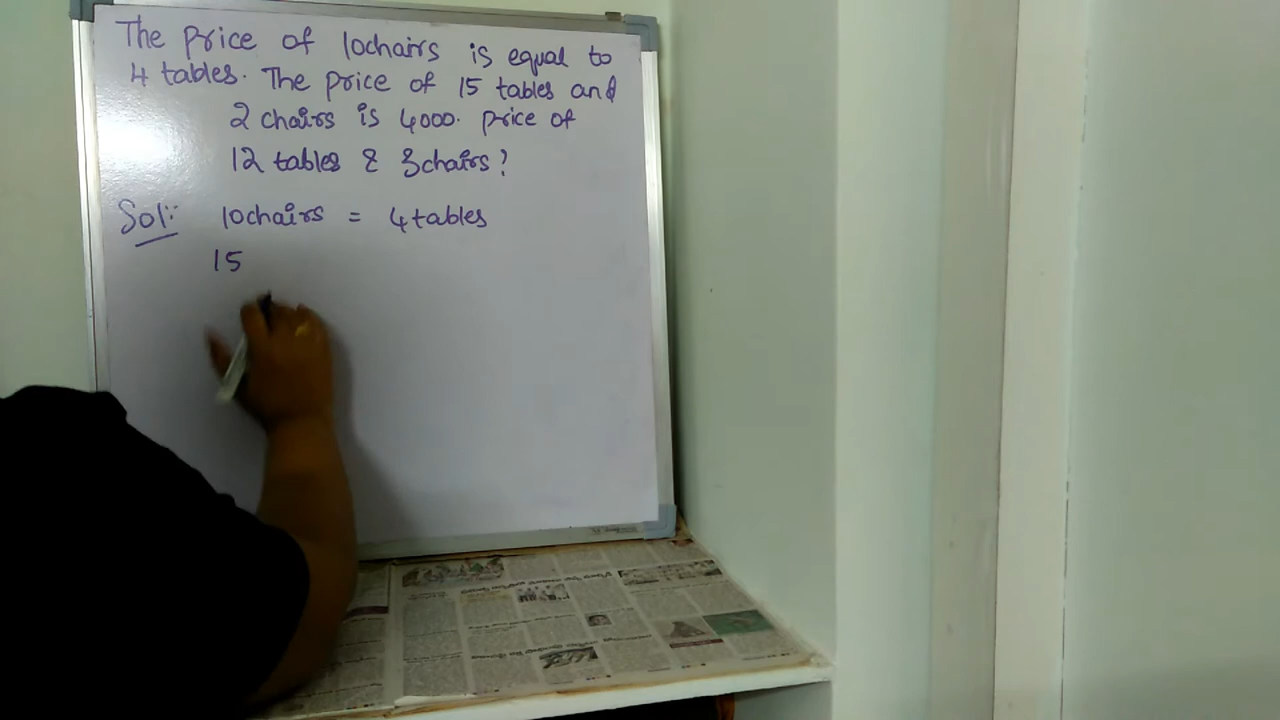 The price of 10chairs is equal to
4 tables. The price of 15 tables and
2 chairs is 4000. price of
12 tables & 3chairs?
Sol:- 10chairs = 4tables
15